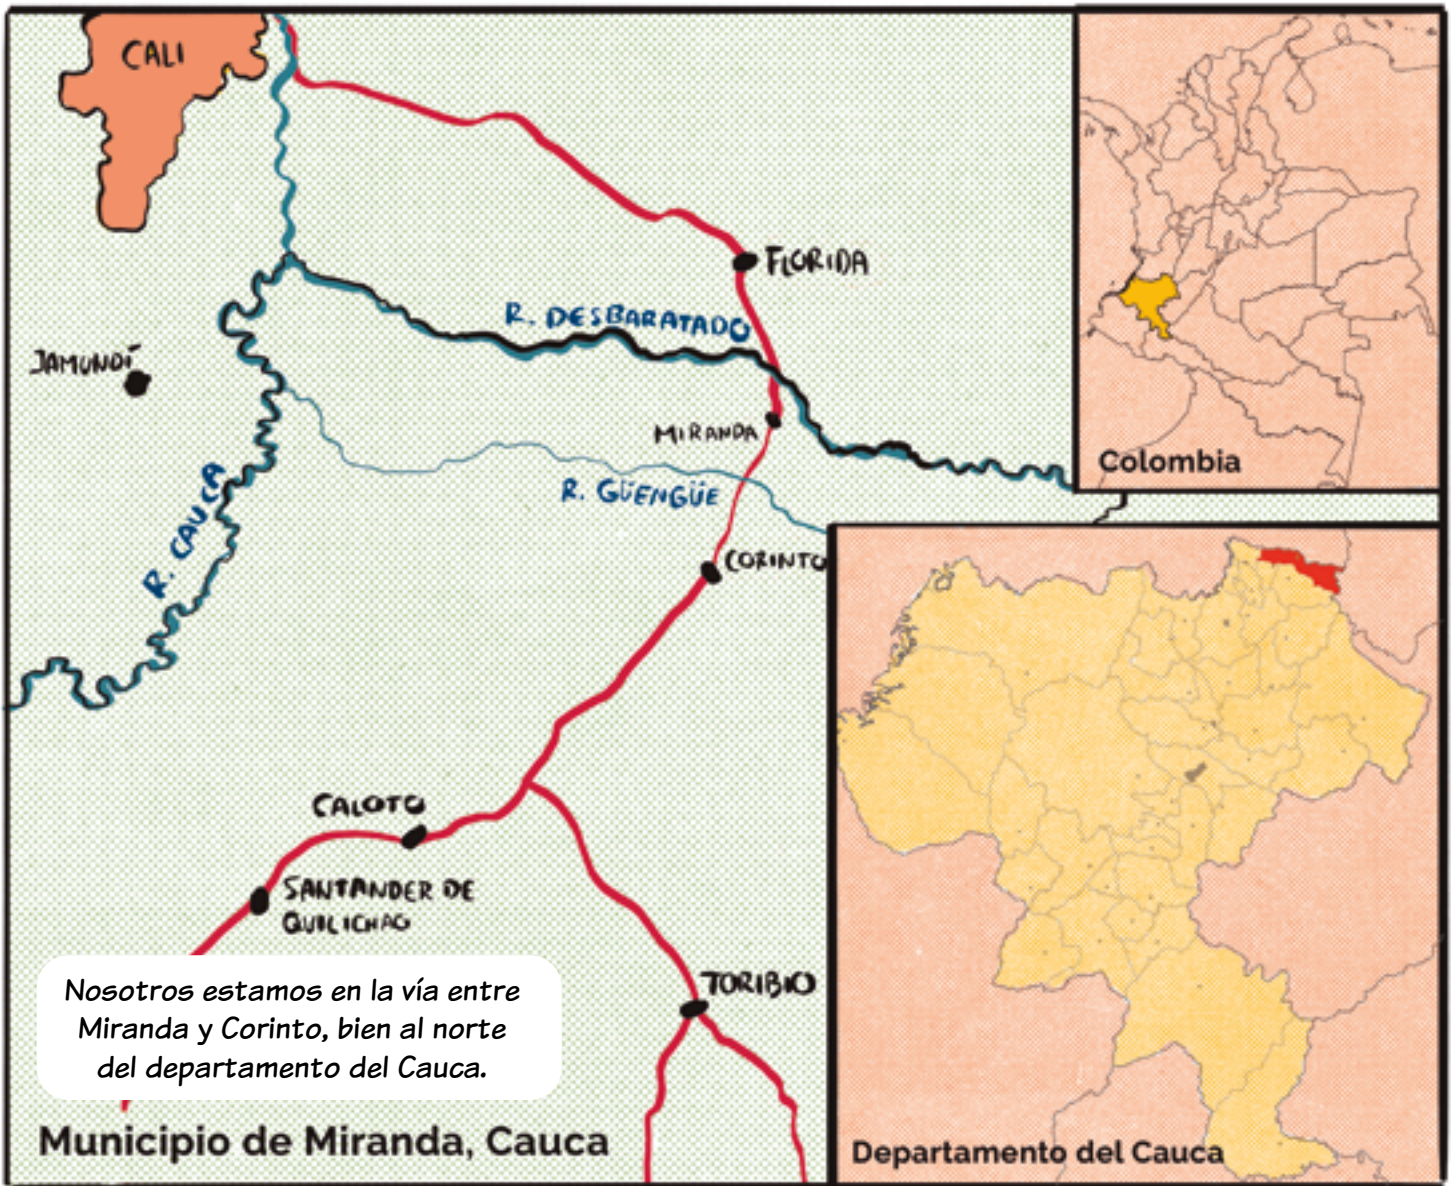 CALI
FLORIDA
R. DESBARATADO
JAMUNDÍ
MIRANDA
R. GÜENGÜE
R. CAUCA
CORINTO
CALOTO
SANTANDER DE
QUILICHAO
TORIBIO
Nosotros estamos en la vía entre
Miranda y Corinto, bien al norte
del departamento del Cauca.
Municipio de Miranda, Cauca
Colombia
Departamento del Cauca